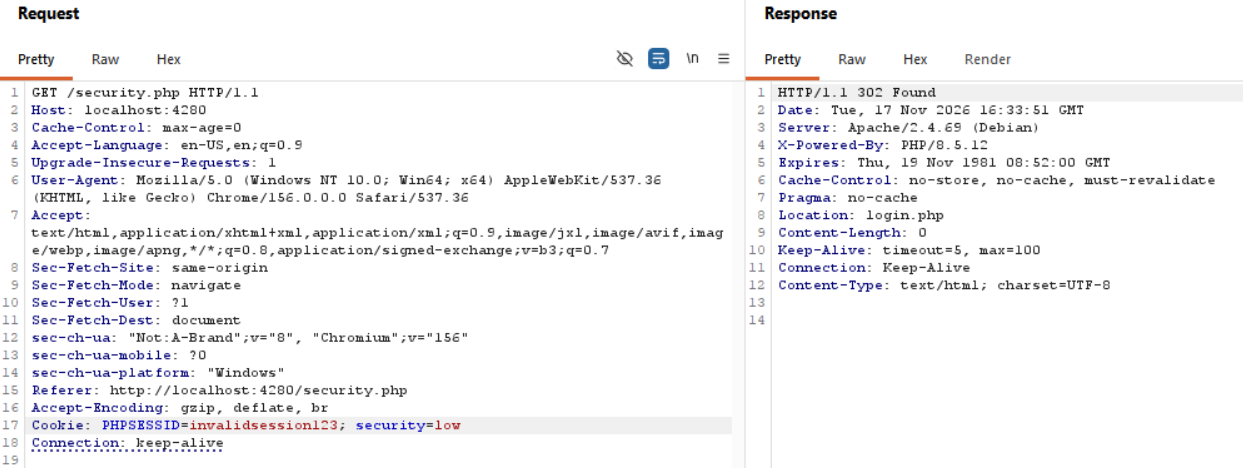 Request
Pretty Raw Hex \n
1 GET /security.php HTTP/1.1
2 Host: localhost:4280
3 Cache-Control: max-age=0
4 Accept-Language: en-US,en;q=0.9
5 Upgrade-Insecure-Requests: 1
6 User-Agent: Mozilla/5.0 (Windows NT 10.0; Win64; x64) AppleWebKit/537.36
(KHTML, like Gecko) Chrome/156.0.0.0 Safari/537.36
7 Accept:
text/html,application/xhtml+xml,application/xml;q=0.9,image/jxl,image/avif,imag
e/webp,image/apng,*/*;q=0.8,application/signed-exchange;v=b3;q=0.7
8 Sec-Fetch-Site: same-origin
9 Sec-Fetch-Mode: navigate
10 Sec-Fetch-User: ?1
11 Sec-Fetch-Dest: document
12 sec-ch-ua: "Not:A-Brand";v="8", "Chromium";v="156"
13 sec-ch-ua-mobile: ?0
14 sec-ch-ua-platform: "Windows"
15 Referer: http://localhost:4280/security.php
16 Accept-Encoding: gzip, deflate, br
17 Cookie: PHPSESSID=invalidsession123; security=low
18 Connection: keep-alive
19
Response
Pretty Raw Hex Render
1 HTTP/1.1 302 Found
2 Date: Tue, 17 Nov 2026 16:33:51 GMT
3 Server: Apache/2.4.69 (Debian)
4 X-Powered-By: PHP/8.5.12
5 Expires: Thu, 19 Nov 1981 08:52:00 GMT
6 Cache-Control: no-store, no-cache, must-revalidate
7 Pragma: no-cache
8 Location: login.php
9 Content-Length: 0
10 Keep-Alive: timeout=5, max=100
11 Connection: Keep-Alive
12 Content-Type: text/html; charset=UTF-8
13
14